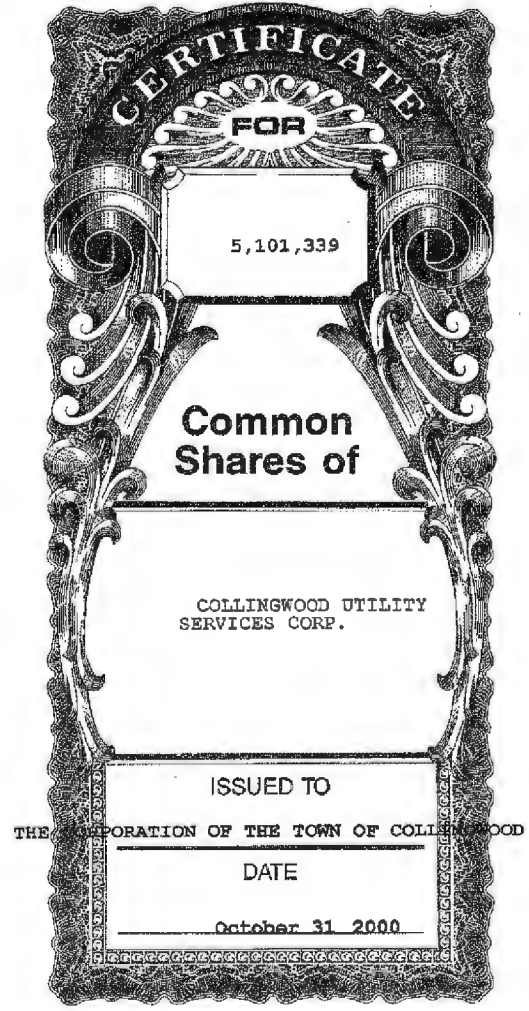 CERTIFICATE
FOR
5,101,339
Common
Shares of
COLLINGWOOD UTILITY
SERVICES CORP.
ISSUED TO
THE CORPORATION OF THE TOWN OF COLLINGWOOD
DATE
October 31 2000